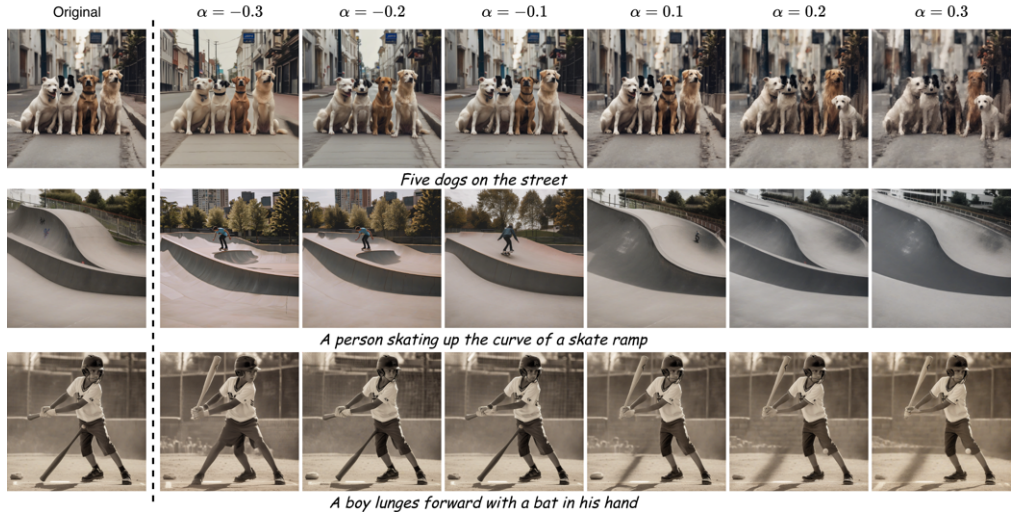 Original α = −0.3 α = −0.2 α = −0.1 α = 0.1 α = 0.2 α = 0.3
Five dogs on the street
A person skating up the curve of a skate ramp
A boy lunges forward with a bat in his hand